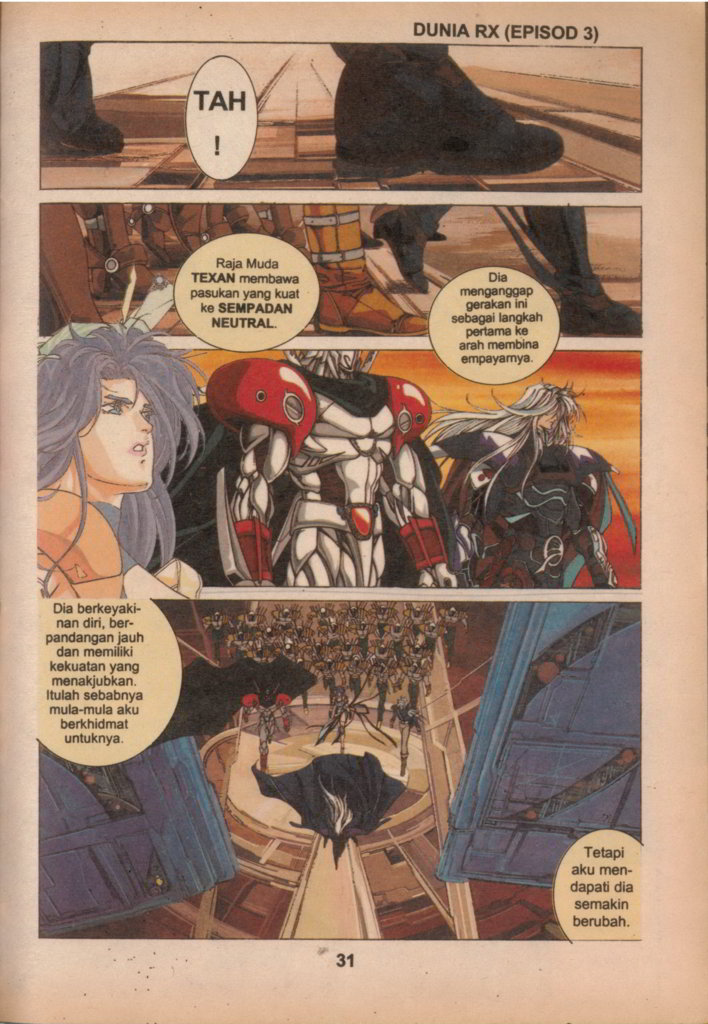 DUNIA RX (EPISOD 3)
TAH
!
Raja Muda
TEXAN membawa
pasukan yang kuat
ke SEMPADAN
NEUTRAL.
Dia
menganggap
gerakan ini
sebagai langkah
pertama ke
arah membina
empayarnya.
Dia berkeyaki-
nan diri, ber-
pandangan jauh
dan memiliki
kekuatan yang
menakjubkan.
Itulah sebabnya
mula-mula aku
berkhidmat
untuknya.
Tetapi
aku men-
dapati dia
semakin
berubah.
31